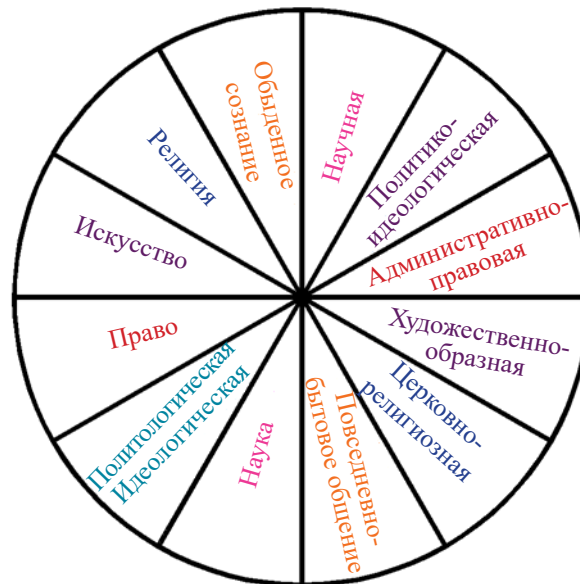 Обыденное
сознание
Научная
Политико-
идеологическая
Административно-
правовая
Художественно-
образная
Церковно-
религиозная
Повседневно-
бытовое общение
Наука
Политологическая
Идеологическая
Право
Искусство
Религия